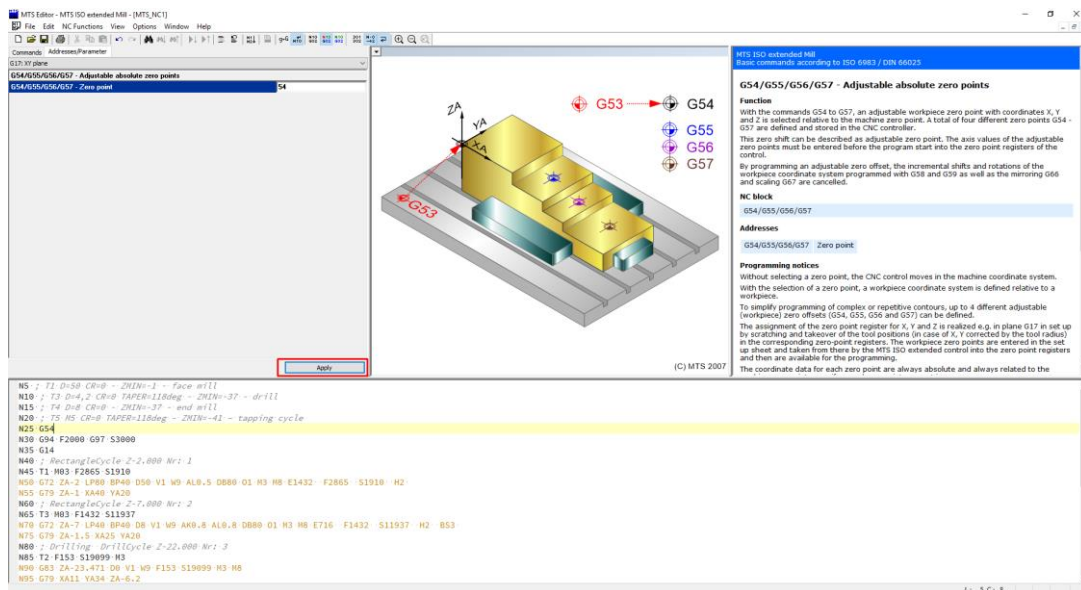 MTS Editor - MTS ISO extended Mill - [MTS_NC1]
File Edit NC Functions View Options Window Help
Commands Addresses/Parameter
G17: XY plane
G54/G55/G56/G57 - Adjustable absolute zero points
G54/G55/G56/G57 - Zero point 54
Apply
ZA
YA
XA
G53
G53 G54
G55
G56
G57
(C) MTS 2007
MTS ISO extended Mill
Basic commands according to ISO 6983 / DIN 66025
G54/G55/G56/G57 - Adjustable absolute zero points
Function
With the commands G54 to G57, an adjustable workpiece zero point with coordinates X, Y
and Z is selected relative to the machine zero point. A total of four different zero points G54 -
G57 are defined and stored in the CNC controller.
This zero shift can be described as adjustable zero point. The axis values of the adjustable
zero points must be entered before the program start into the zero point registers of the
control.
By programming an adjustable zero offset, the incremental shifts and rotations of the
workpiece coordinate system programmed with G58 and G59 as well as the mirroring G66
and scaling G67 are cancelled.
NC block
G54/G55/G56/G57
Addresses
G54/G55/G56/G57 Zero point
Programming notices
Without selecting a zero point, the CNC control moves in the machine coordinate system.
With the selection of a zero point, a workpiece coordinate system is defined relative to a
workpiece.
To simplify programming of complex or repetitive contours, up to 4 different adjustable
(workpiece) zero offsets (G54, G55, G56 and G57) can be defined.
The assignment of the zero point register for X, Y and Z is realized e.g. in plane G17 in set up
by scratching and takeover of the tool positions (in case of X, Y corrected by the tool radius)
in the corresponding zero-point registers. The workpiece zero points are entered in the set
up sheet and taken from there by the MTS ISO extended control into the zero point registers
and then are available for the programming.
The coordinate data for each zero point are always absolute and always related to the
N5 ; T1 D=50 CR=0 - ZMIN=-1 - face mill
N10 ; T3 D=4,2 CR=0 TAPER=118deg - ZMIN=-37 - drill
N15 ; T4 D=8 CR=0 - ZMIN=-37 - end mill
N20 ; T5 M5 CR=0 TAPER=118deg - ZMIN=-41 - tapping cycle
N25 G54
N30 G94 F2000 G97 S3000
N35 G14
N40 ; RectangleCycle Z-2.000 Nr: 1
N45 T1 M03 F2865 S1910
N50 G72 ZA-2 LP80 BP40 D50 V1 W9 AL0.5 DB80 O1 M3 M8 E1432 F2865 S1910 H2
N55 G79 ZA-1 XA40 YA20
N60 ; RectangleCycle Z-7.000 Nr: 2
N65 T3 M03 F1432 S11937
N70 G72 ZA-7 LP40 BP40 D8 V1 W9 AK0.8 AL0.8 DB80 O1 M3 M8 E716 F1432 S11937 H2 BS3
N75 G79 ZA-1.5 XA25 YA20
N80 ; Drilling DrillCycle Z-22.000 Nr: 3
N85 T2 F153 S19099 M3
N90 G83 ZA-23.471 D0 V1 W9 F153 S19099 M3 M8
N95 G79 XA11 YA34 ZA-6.2